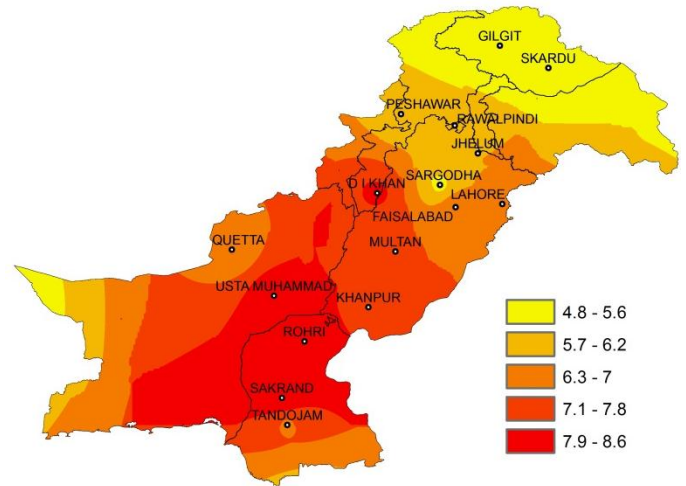 GILGIT
SKARDU
PESHAWAR
RAWALPINDI
JHELUM
SARGODHA
D I KHAN
LAHORE
FAISALABAD
QUETTA
MULTAN
USTA MUHAMMAD
KHANPUR
ROHRI
SAKRAND
TANDOJAM
4.8 - 5.6
5.7 - 6.2
6.3 - 7
7.1 - 7.8
7.9 - 8.6